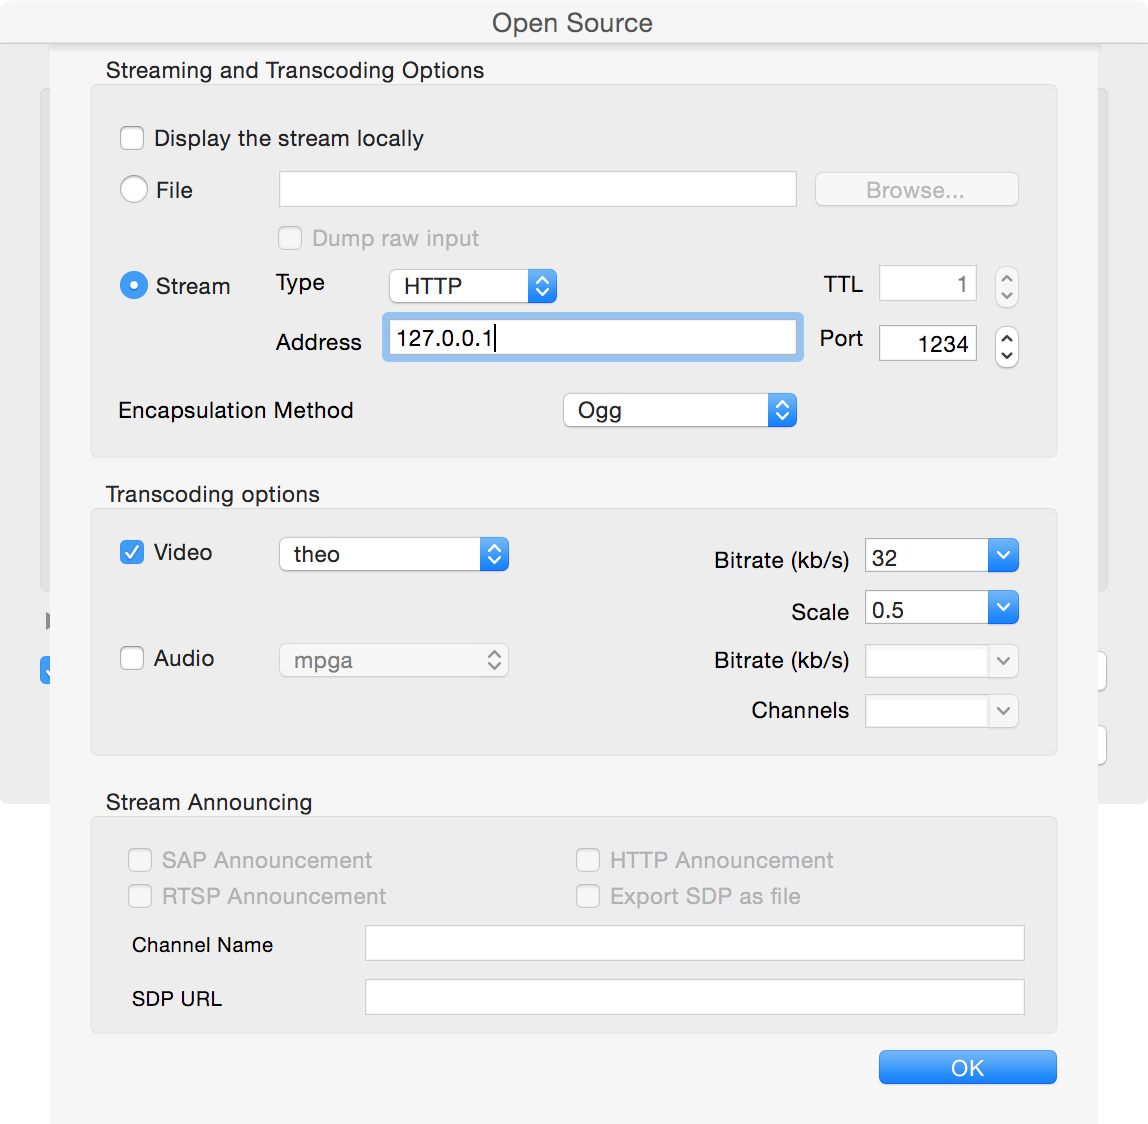 Open Source
Streaming and Transcoding Options
Display the stream locally
File Browse...
Dump raw input
Stream Type HTTP TTL 1
Address 127.0.0.1 Port 1234
Encapsulation Method Ogg
Transcoding options
Video theo Bitrate (kb/s) 32
Scale 0.5
Audio mpga Bitrate (kb/s)
Channels
Stream Announcing
SAP Announcement HTTP Announcement
RTSP Announcement Export SDP as file
Channel Name
SDP URL
OK